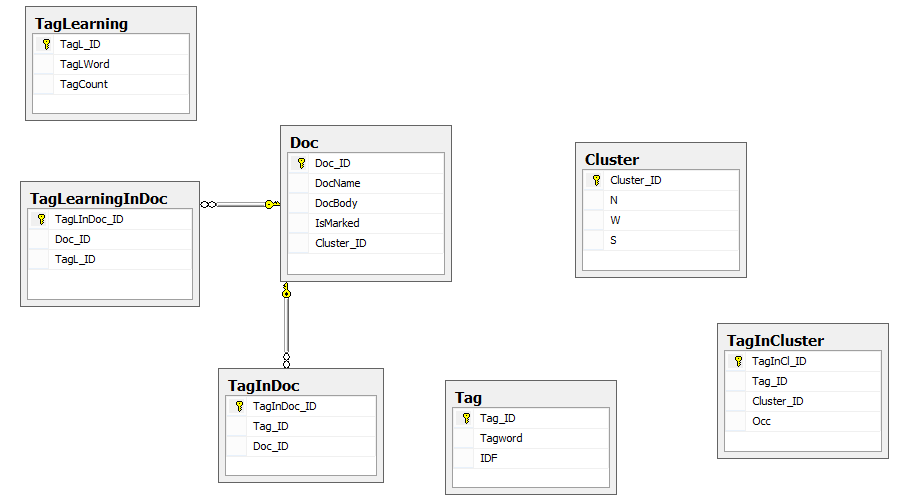 TagLearning
TagL_ID
TagLWord
TagCount
Doc
Doc_ID
DocName
DocBody
IsMarked
Cluster_ID
Cluster
Cluster_ID
N
W
S
TagLearningInDoc
TagLInDoc_ID
Doc_ID
TagL_ID
TagInCluster
TagInCl_ID
Tag_ID
Cluster_ID
Occ
TagInDoc
TagInDoc_ID
Tag_ID
Doc_ID
Tag
Tag_ID
Tagword
IDF